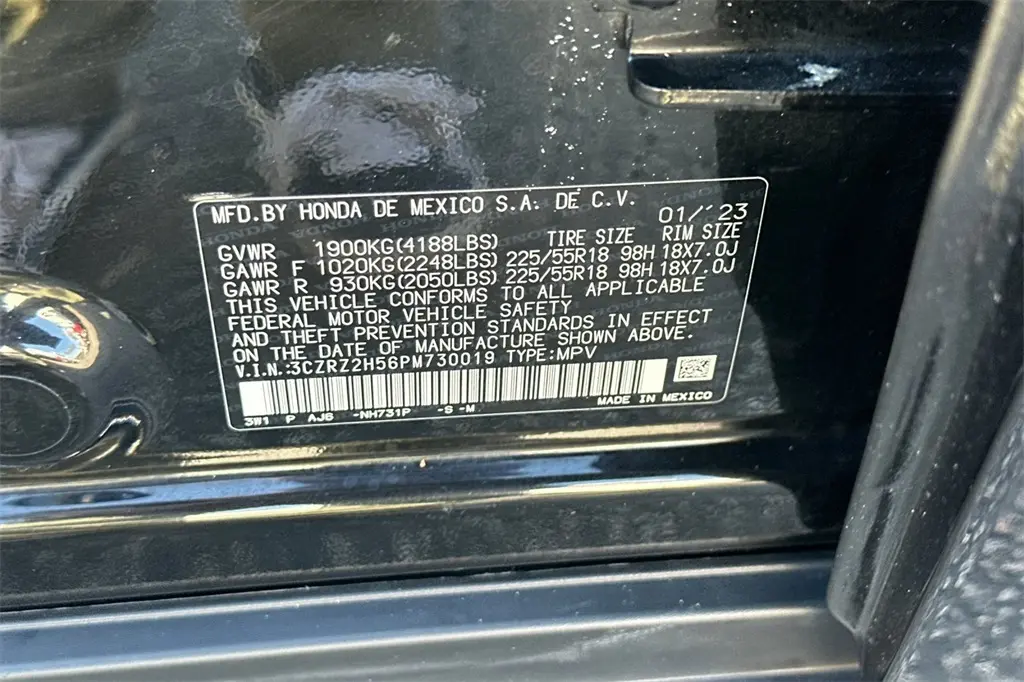 MFD.BY HONDA DE MEXICO S.A. DE C.V. 01/'23
GVWR 1900KG(4188LBS) TIRE SIZE RIM SIZE
GAWR F 1020KG(2248LBS) 225/55R18 98H 18X7.0J
GAWR R 930KG(2050LBS) 225/55R18 98H 18X7.0J
THIS VEHICLE CONFORMS TO ALL APPLICABLE
FEDERAL MOTOR VEHICLE SAFETY
AND THEFT PREVENTION STANDARDS IN EFFECT
ON THE DATE OF MANUFACTURE SHOWN ABOVE.
V.I.N.:3CZRZ2H56PM730019 TYPE:MPV
MADE IN MEXICO
3W1 P AJ6 -NH731P -S -M